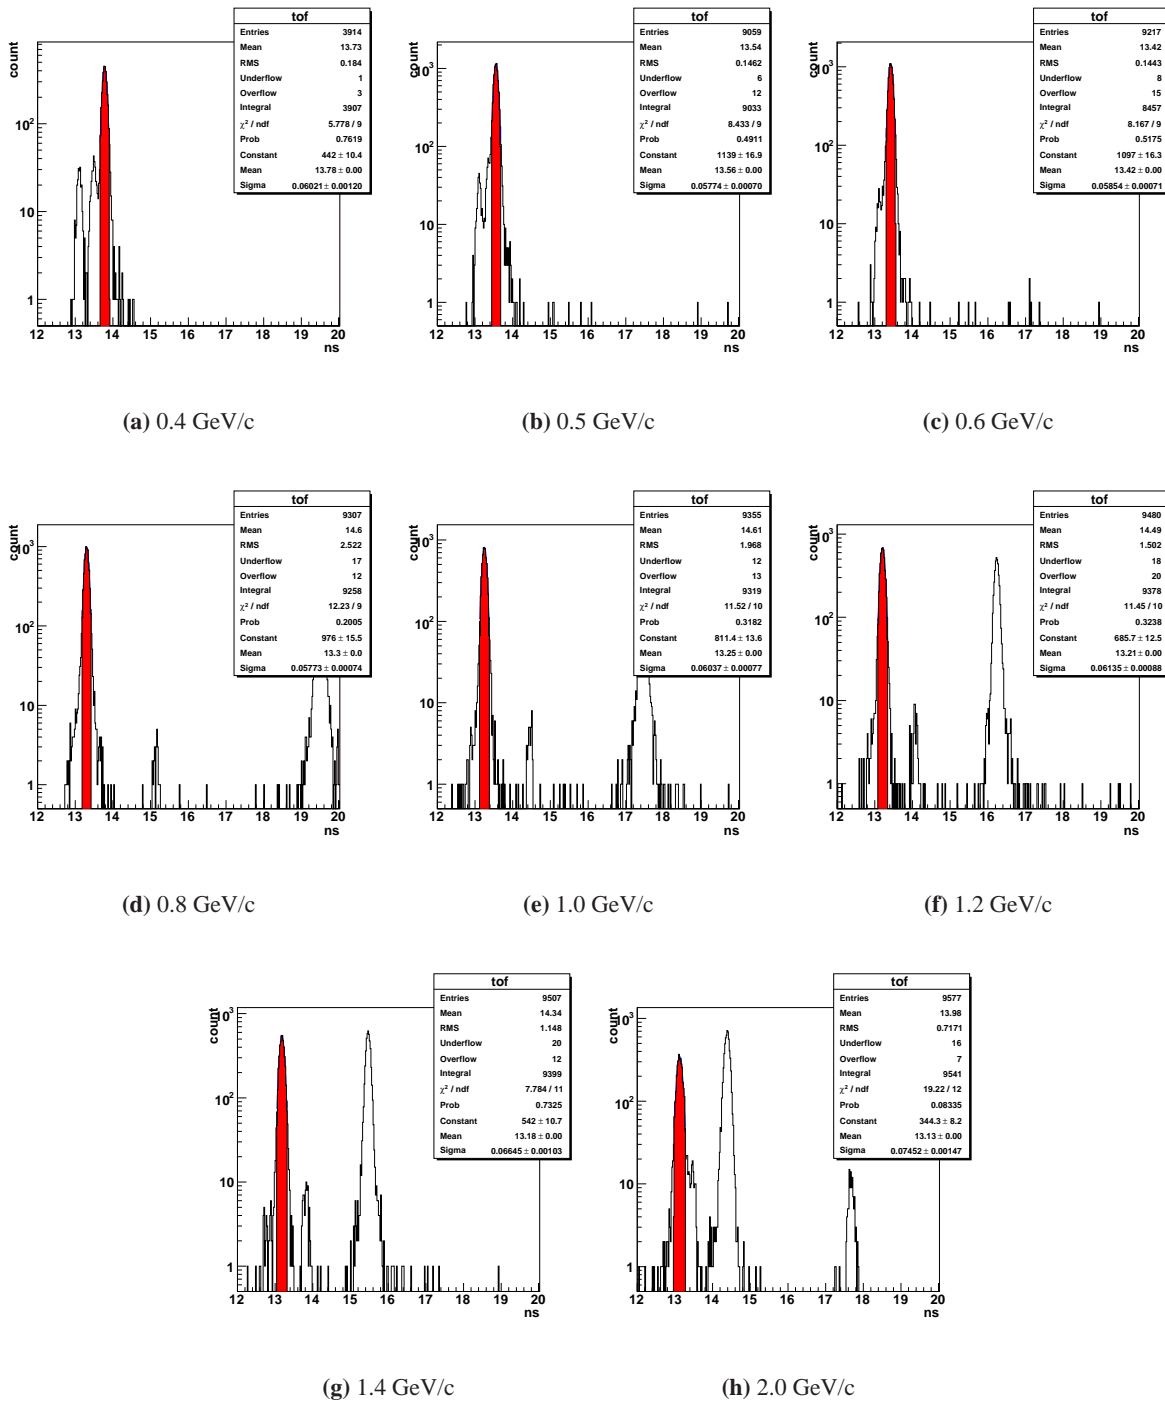 tof
Entries 3914
Mean 13.73
RMS 0.184
Underflow 1
Overflow 3
Integral 3907
χ² / ndf 5.778 / 9
Prob 0.7619
Constant 442 ± 10.4
Mean 13.78 ± 0.00
Sigma 0.06021 ± 0.00120
count
10²
10
1
12 13 14 15 16 17 18 19 20
ns
(a) 0.4 GeV/c
tof
Entries 9059
Mean 13.54
RMS 0.1462
Underflow 6
Overflow 12
Integral 9033
χ² / ndf 8.433 / 9
Prob 0.4911
Constant 1139 ± 16.9
Mean 13.56 ± 0.00
Sigma 0.05774 ± 0.00070
count
10³
10²
10
1
12 13 14 15 16 17 18 19 20
ns
(b) 0.5 GeV/c
tof
Entries 9217
Mean 13.42
RMS 0.1443
Underflow 8
Overflow 15
Integral 8457
χ² / ndf 8.167 / 9
Prob 0.5175
Constant 1097 ± 16.3
Mean 13.42 ± 0.00
Sigma 0.05854 ± 0.00071
count
10³
10²
10
1
12 13 14 15 16 17 18 19 20
ns
(c) 0.6 GeV/c
tof
Entries 9307
Mean 14.6
RMS 2.522
Underflow 17
Overflow 12
Integral 9258
χ² / ndf 12.23 / 9
Prob 0.2005
Constant 976 ± 15.5
Mean 13.3 ± 0.0
Sigma 0.05773 ± 0.00074
count
10³
10²
10
1
12 13 14 15 16 17 18 19 20
ns
(d) 0.8 GeV/c
tof
Entries 9355
Mean 14.61
RMS 1.968
Underflow 12
Overflow 13
Integral 9319
χ² / ndf 11.52 / 10
Prob 0.3182
Constant 811.4 ± 13.6
Mean 13.25 ± 0.00
Sigma 0.06037 ± 0.00077
count
10³
10²
10
1
12 13 14 15 16 17 18 19 20
ns
(e) 1.0 GeV/c
tof
Entries 9480
Mean 14.49
RMS 1.502
Underflow 18
Overflow 20
Integral 9378
χ² / ndf 11.45 / 10
Prob 0.3238
Constant 685.7 ± 12.5
Mean 13.21 ± 0.00
Sigma 0.06135 ± 0.00088
count
10³
10²
10
1
12 13 14 15 16 17 18 19 20
ns
(f) 1.2 GeV/c
tof
Entries 9507
Mean 14.34
RMS 1.148
Underflow 20
Overflow 12
Integral 9399
χ² / ndf 7.784 / 11
Prob 0.7325
Constant 542 ± 10.7
Mean 13.18 ± 0.00
Sigma 0.06645 ± 0.00103
count
10³
10²
10
1
12 13 14 15 16 17 18 19 20
ns
(g) 1.4 GeV/c
tof
Entries 9577
Mean 13.98
RMS 0.7171
Underflow 16
Overflow 7
Integral 9541
χ² / ndf 19.22 / 12
Prob 0.08335
Constant 344.3 ± 8.2
Mean 13.13 ± 0.00
Sigma 0.07452 ± 0.00147
count
10³
10²
10
1
12 13 14 15 16 17 18 19 20
ns
(h) 2.0 GeV/c